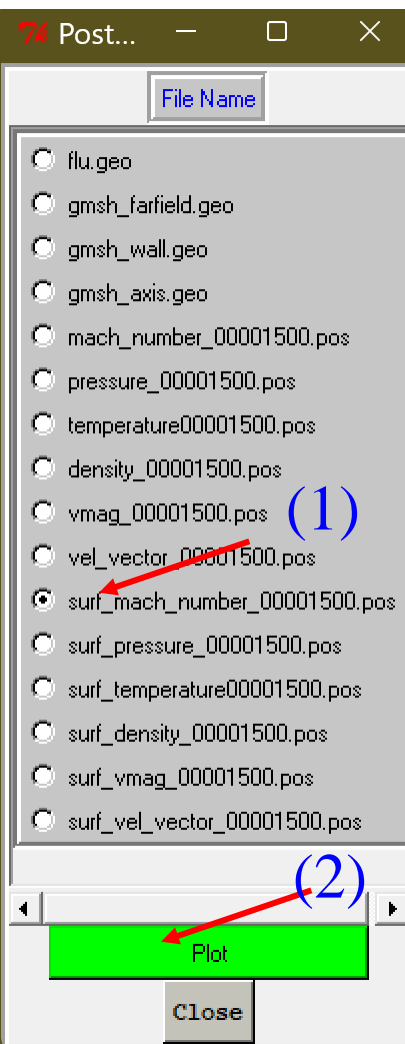 Post...
File Name
flu.geo
gmsh_farfield.geo
gmsh_wall.geo
gmsh_axis.geo
mach_number_00001500.pos
pressure_00001500.pos
temperature00001500.pos
density_00001500.pos
vmag_00001500.pos
(1)
vel_vector_00001500.pos
surf_mach_number_00001500.pos
surf_pressure_00001500.pos
surf_temperature00001500.pos
surf_density_00001500.pos
surf_vmag_00001500.pos
surf_vel_vector_00001500.pos
(2)
Plot
Close